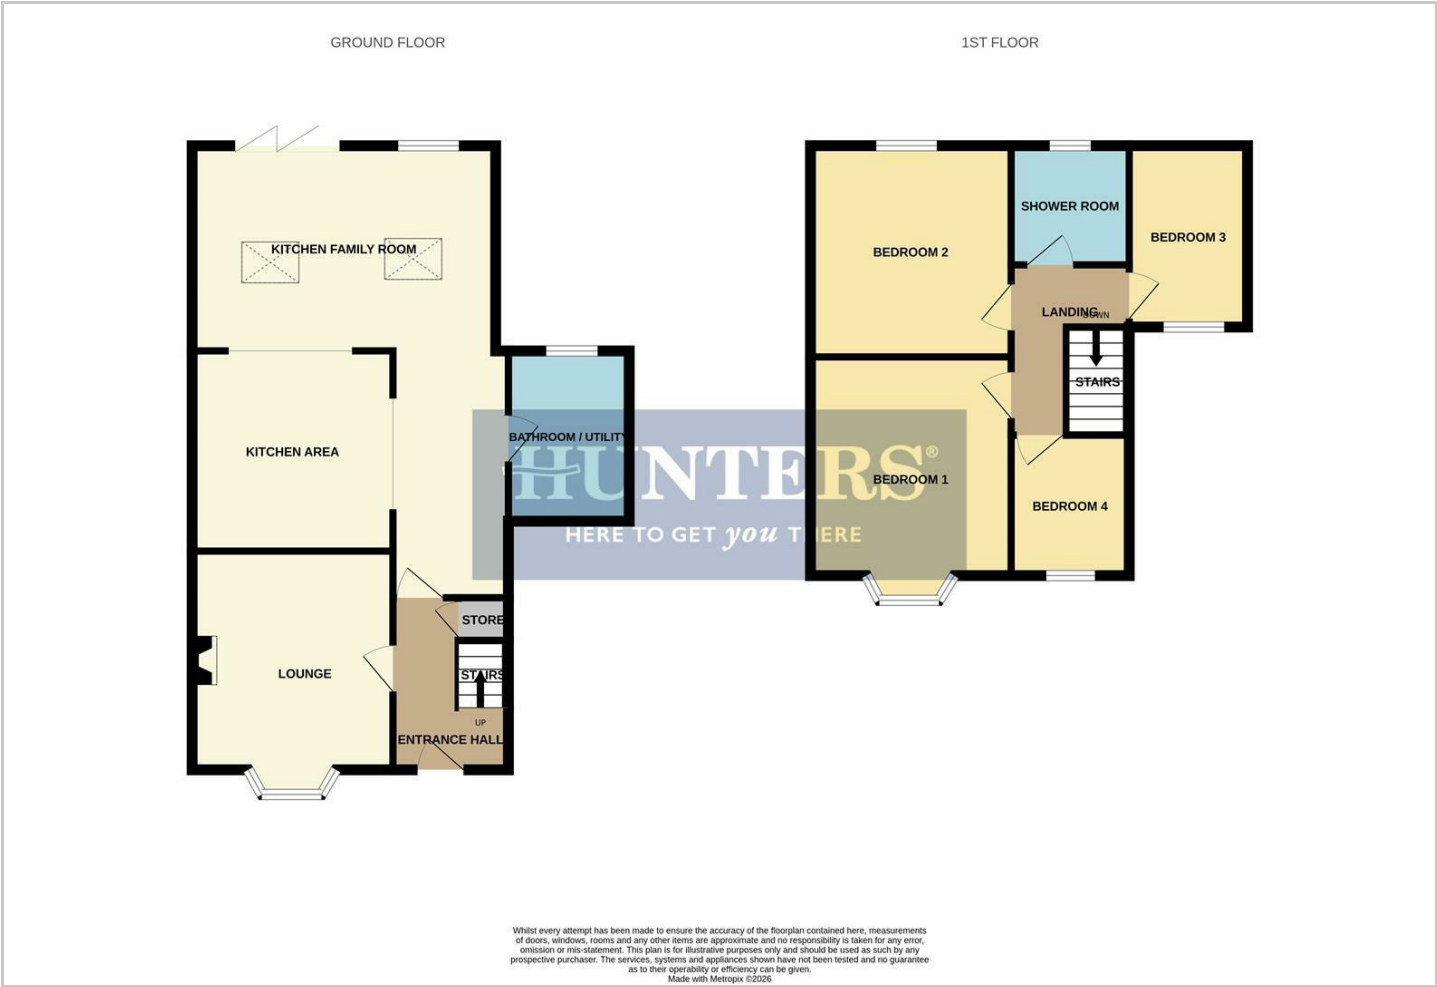 GROUND FLOOR
1ST FLOOR
KITCHEN FAMILY ROOM
KITCHEN AREA
BATHROOM / UTILITY
LOUNGE
STORE
STAIRS
UP
ENTRANCE HALL
BEDROOM 2
SHOWER ROOM
BEDROOM 3
LANDING
DOWN
STAIRS
BEDROOM 1
BEDROOM 4
HUNTERS®
HERE TO GET you THERE
Whilst every attempt has been made to ensure the accuracy of the floorplan contained here, measurements
of doors, windows, rooms and any other items are approximate and no responsibility is taken for any error,
omission or mis-statement. This plan is for illustrative purposes only and should be used as such by any
prospective purchaser. The services, systems and appliances shown have not been tested and no guarantee
as to their operability or efficiency can be given.
Made with Metropix ©2026